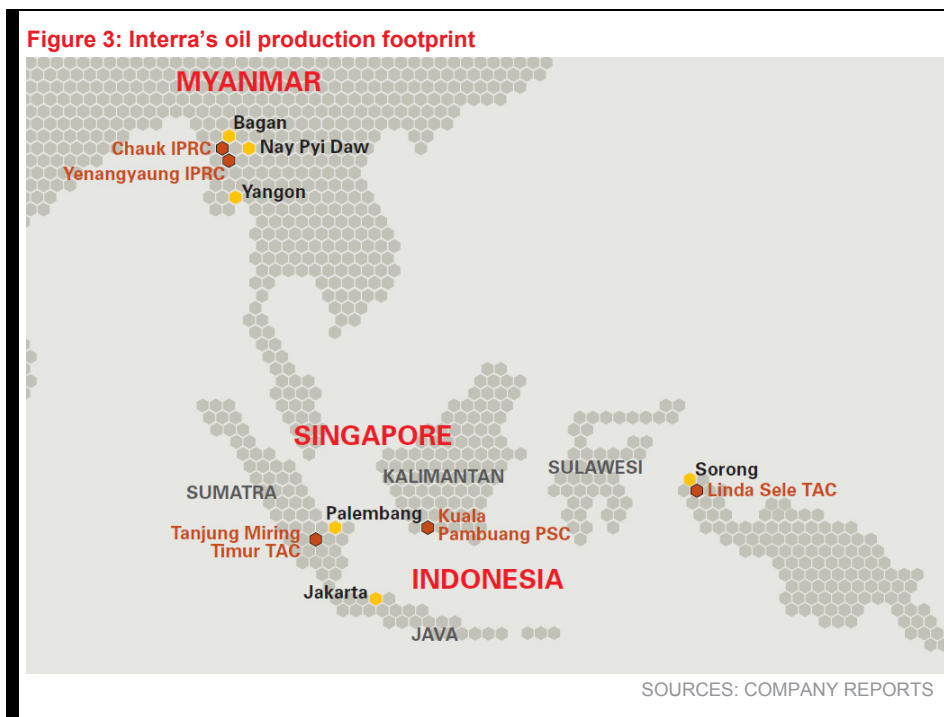 Figure 3: Interra's oil production footprint
MYANMAR
Bagan
Chauk IPRC
Nay Pyi Daw
Yenangyaung IPRC
Yangon
SINGAPORE
KALIMANTAN
SULAWESI
Sorong
SUMATRA
Linda Sele TAC
Palembang
Kuala
Pambuang PSC
Tanjung Miring
Timur TAC
INDONESIA
Jakarta
JAVA
SOURCES: COMPANY REPORTS